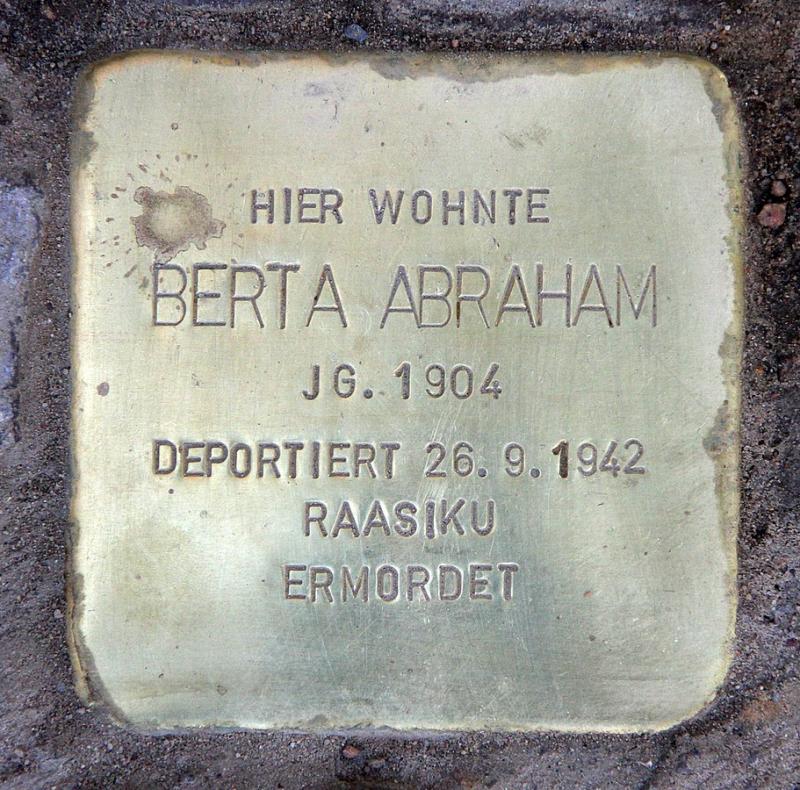 HIER WOHNTE
BERTA ABRAHAM
JG. 1904
DEPORTIERT 26. 9. 1942
RAASIKU
ERMORDET